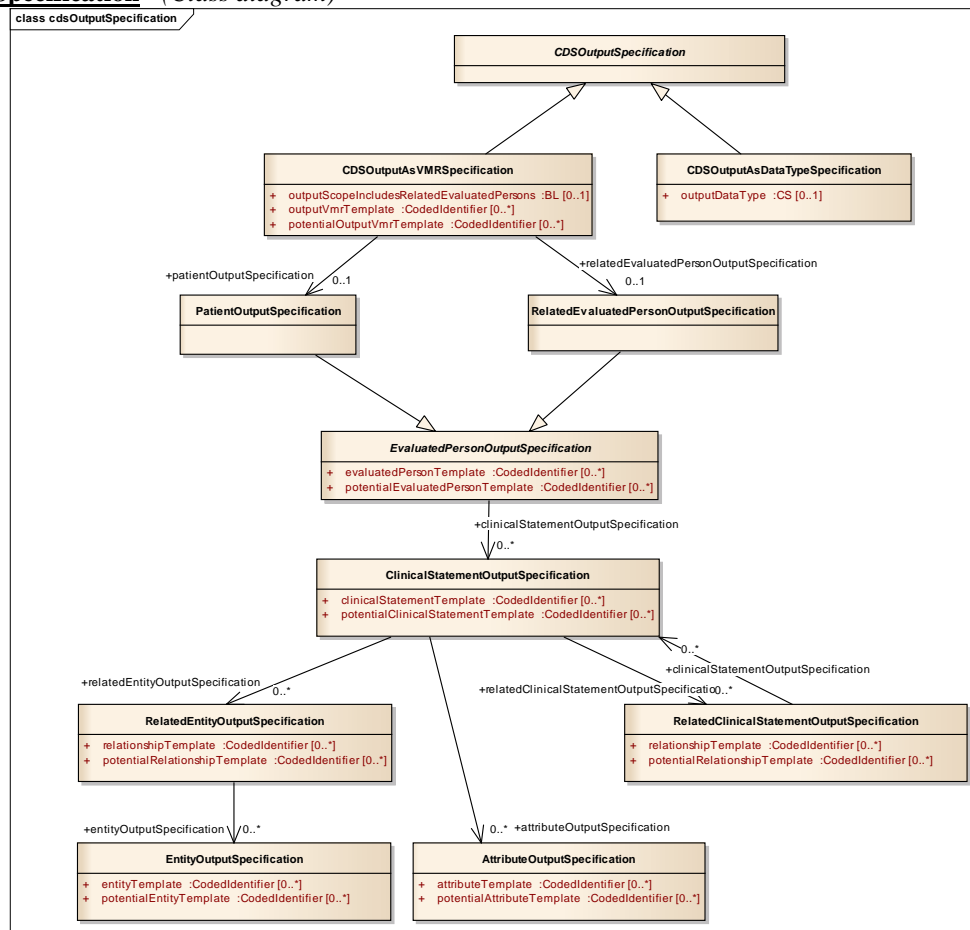 Specification (Class diagram)
class cdsOutputSpecification
CDSOutputSpecification
CDSOutputAsVMRSpecification
+ outputScopeIncludesRelatedEvaluatedPersons :BL [0..1]
+ outputVmrTemplate :CodedIdentifier [0..*]
+ potentialOutputVmrTemplate :CodedIdentifier [0..*]
CDSOutputAsDataTypeSpecification
+ outputDataType :CS [0..1]
+patientOutputSpecification
0..1
+relatedEvaluatedPersonOutputSpecification
0..1
PatientOutputSpecification
RelatedEvaluatedPersonOutputSpecification
EvaluatedPersonOutputSpecification
+ evaluatedPersonTemplate :CodedIdentifier [0..*]
+ potentialEvaluatedPersonTemplate :CodedIdentifier [0..*]
+clinicalStatementOutputSpecification
0..*
ClinicalStatementOutputSpecification
+ clinicalStatementTemplate :CodedIdentifier [0..*]
+ potentialClinicalStatementTemplate :CodedIdentifier [0..*]
0..*
+clinicalStatementOutputSpecification
+relatedEntityOutputSpecification
0..*
+relatedClinicalStatementOutputSpecification
0..*
RelatedEntityOutputSpecification
+ relationshipTemplate :CodedIdentifier [0..*]
+ potentialRelationshipTemplate :CodedIdentifier [0..*]
RelatedClinicalStatementOutputSpecification
+ relationshipTemplate :CodedIdentifier [0..*]
+ potentialRelationshipTemplate :CodedIdentifier [0..*]
+entityOutputSpecification
0..*
0..*
+attributeOutputSpecification
EntityOutputSpecification
+ entityTemplate :CodedIdentifier [0..*]
+ potentialEntityTemplate :CodedIdentifier [0..*]
AttributeOutputSpecification
+ attributeTemplate :CodedIdentifier [0..*]
+ potentialAttributeTemplate :CodedIdentifier [0..*]